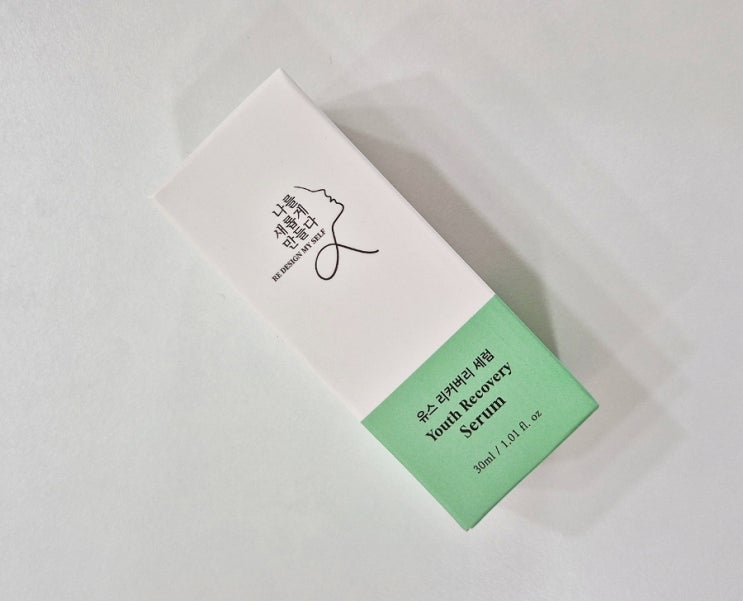 나를
새롭게
만들다
RE DESIGN MY SELF
유스 리커버리 세럼
Youth Recovery
Serum
30ml / 1.01 fl. oz